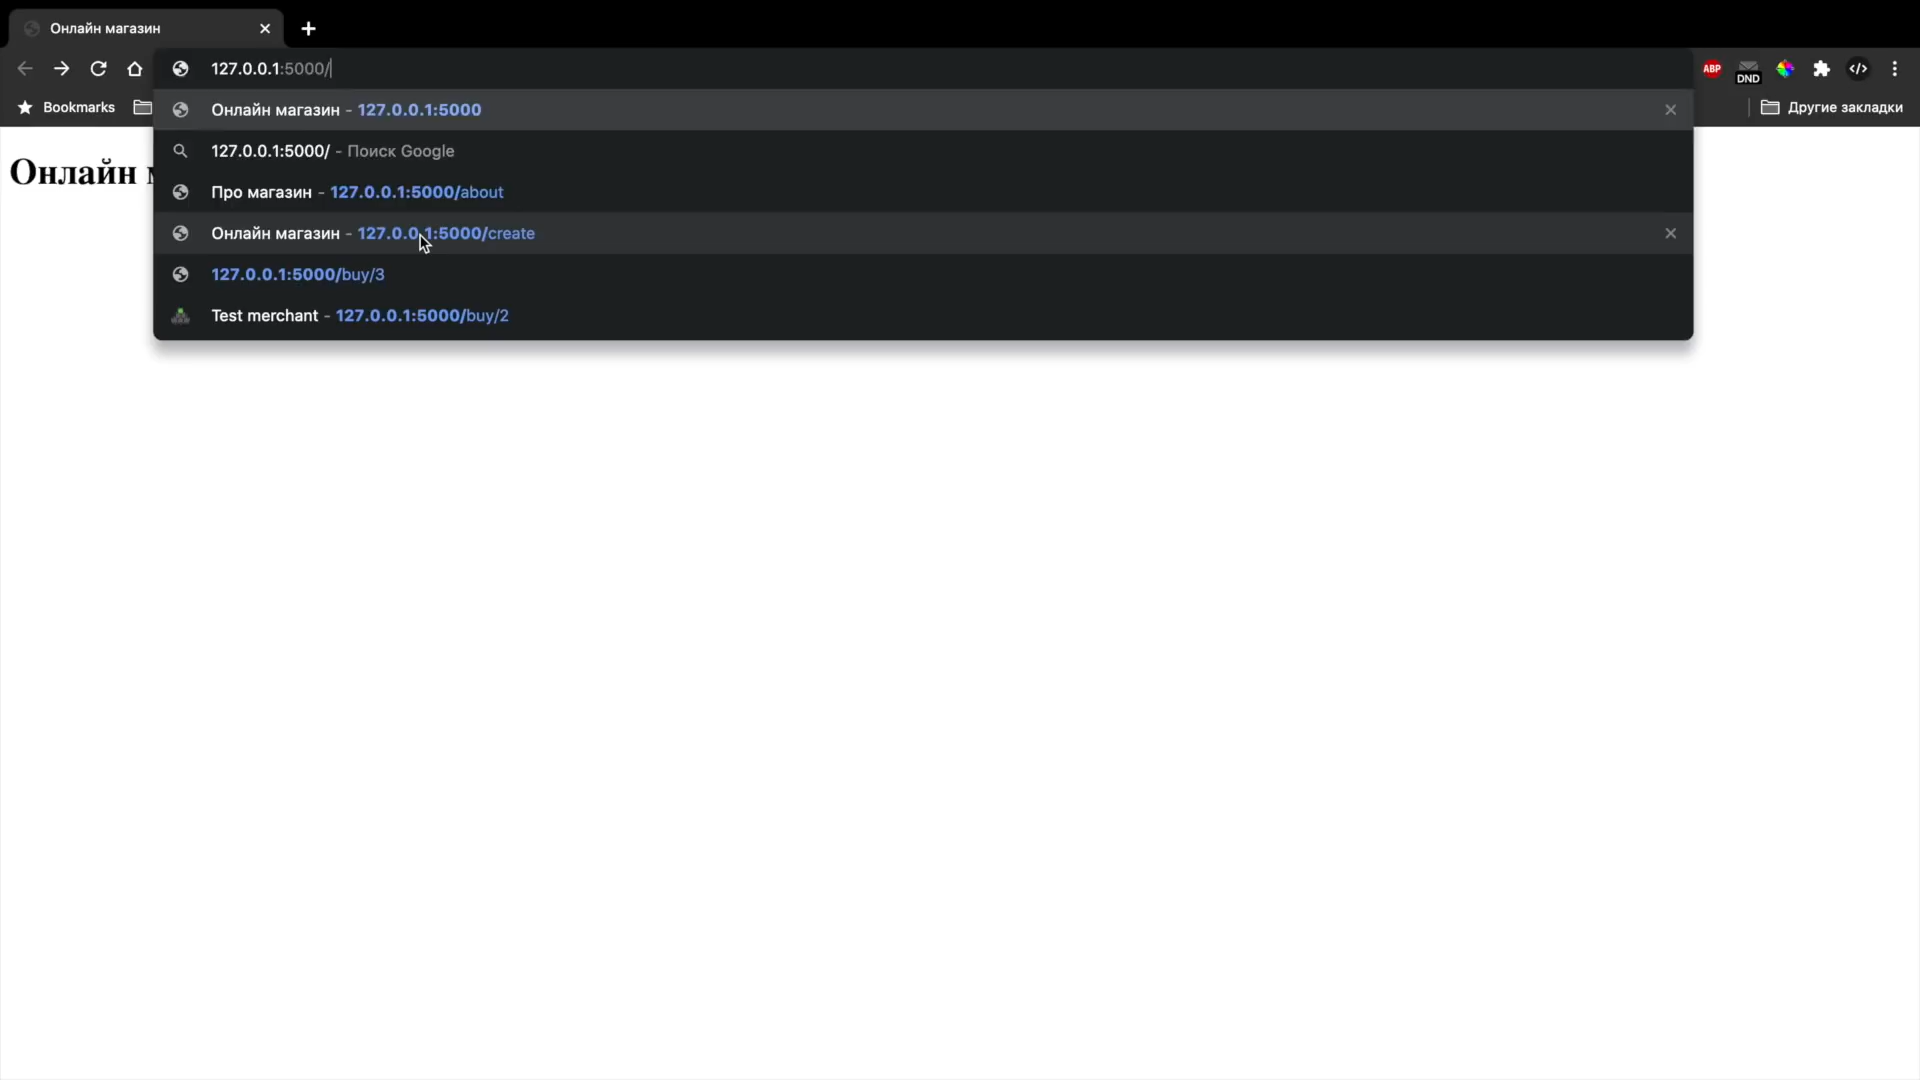 Онлайн магазин
127.0.0.1:5000/
ABP
DND
</>
Bookmarks
Другие закладки
Онлайн магазин - 127.0.0.1:5000
127.0.0.1:5000/ - Поиск Google
Онлайн
Про магазин - 127.0.0.1:5000/about
Онлайн магазин - 127.0.0.1:5000/create
127.0.0.1:5000/buy/3
Test merchant - 127.0.0.1:5000/buy/2